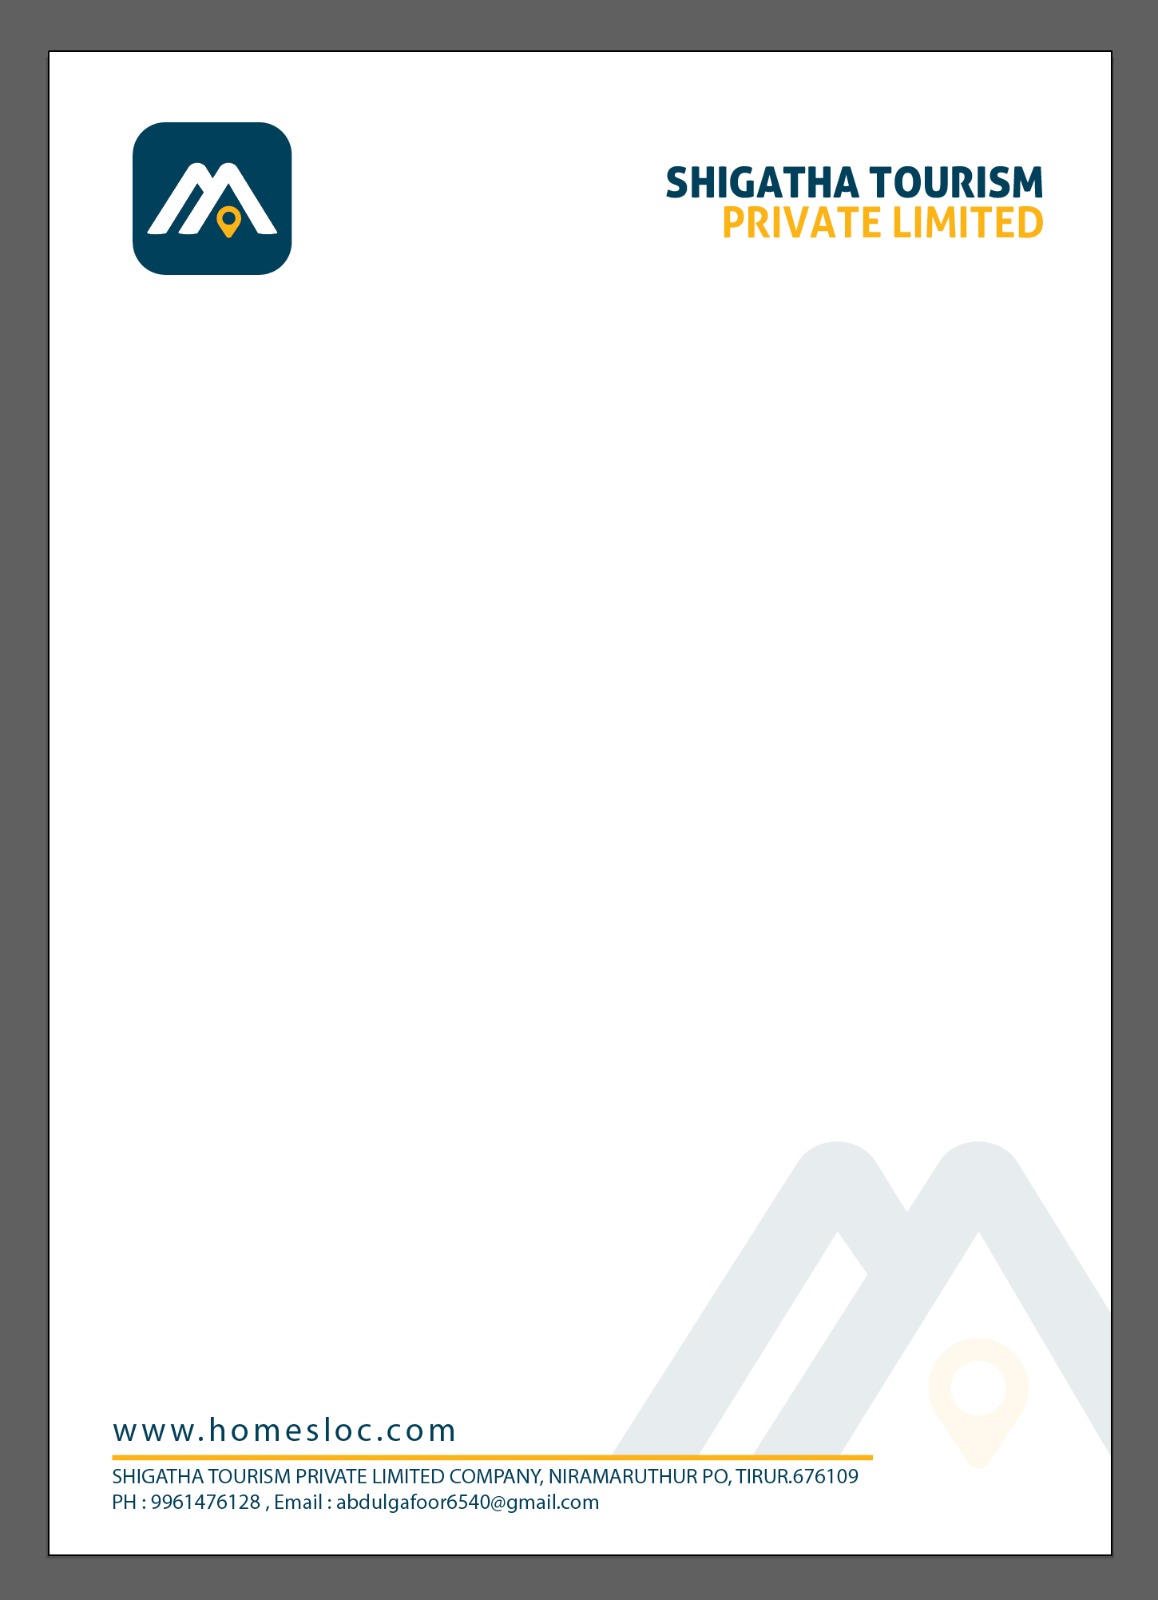 SHIGATHA TOURISM
PRIVATE LIMITED
www.homesloc.com
SHIGATHA TOURISM PRIVATE LIMITED COMPANY, NIRAMARUTHUR PO, TIRUR.676109
PH : 9961476128 , Email : abdulgafoor6540@gmail.com